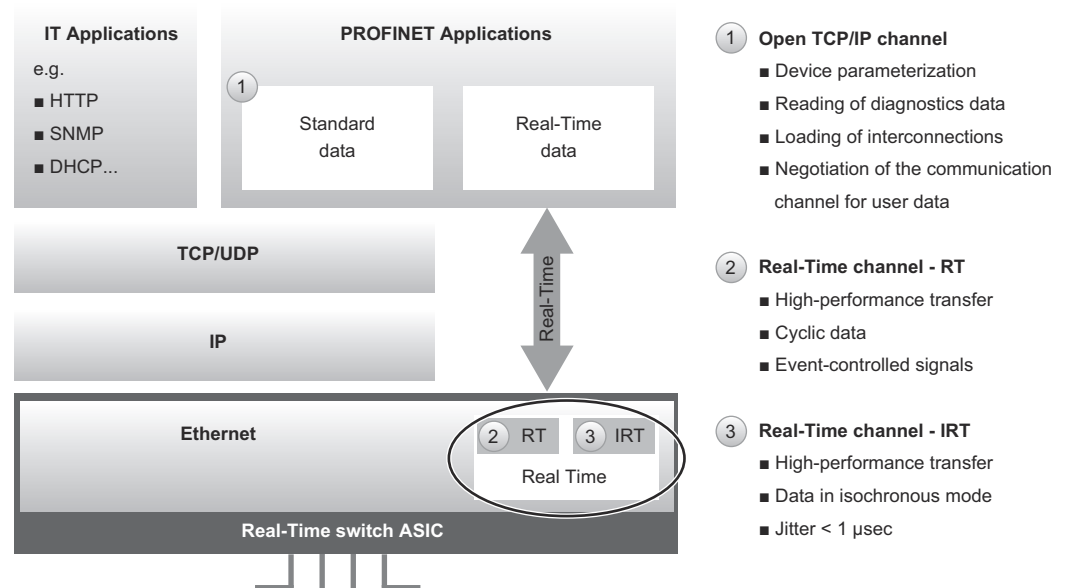 IT Applications
e.g.
■ HTTP
■ SNMP
■ DHCP...
PROFINET Applications
1
Standard
data
Real-Time
data
TCP/UDP
IP
Real-Time
Ethernet
2 RT
3 IRT
Real Time
Real-Time switch ASIC
1 Open TCP/IP channel
■ Device parameterization
■ Reading of diagnostics data
■ Loading of interconnections
■ Negotiation of the communication
channel for user data
2 Real-Time channel - RT
■ High-performance transfer
■ Cyclic data
■ Event-controlled signals
3 Real-Time channel - IRT
■ High-performance transfer
■ Data in isochronous mode
■ Jitter < 1 μsec